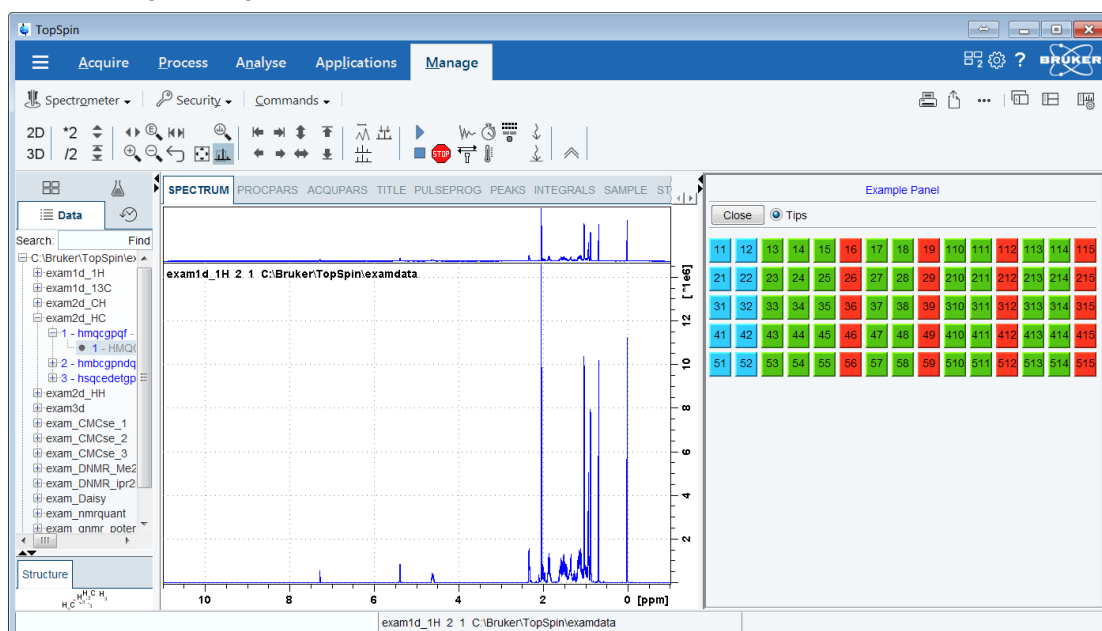 TopSpin
Acquire Process Analyse Applications Manage
2 ? BRUKER
Spectrometer Security Commands
2D *2
3D /2 STOP
SPECTRUM PROCPARS ACQUPARS TITLE PULSEPROG PEAKS INTEGRALS SAMPLE
Data
Search: Find
C:\Bruker\TopSpin\ex
exam1d_1H
exam1d_13C
exam2d_CH
exam2d_HC
1 - hmqcgpqf -
1 - HMQC
2 - hmbcgpndq
3 - hsqcedetgp
exam2d_HH
exam3d
exam_CMCse_1
exam_CMCse_2
exam_CMCse_3
exam_DNMR_Me2
exam_DNMR_ipr2
exam_Daisy
exam_nmrquant
exam_qnmr_poter
Structure
exam1d_1H 2 1 C:\Bruker\TopSpin\examdata
[*1e6]
12
10
8
6
4
2
10 8 6 4 2 0 [ppm]
Example Panel
Close Tips
11 12 13 14 15 16 17 18 19 110 111 112 113 114 115
21 22 23 24 25 26 27 28 29 210 211 212 213 214 215
31 32 33 34 35 36 37 38 39 310 311 312 313 314 315
41 42 43 44 45 46 47 48 49 410 411 412 413 414 415
51 52 53 54 55 56 57 58 59 510 511 512 513 514 515
exam1d_1H 2 1 C:\Bruker\TopSpin\examdata